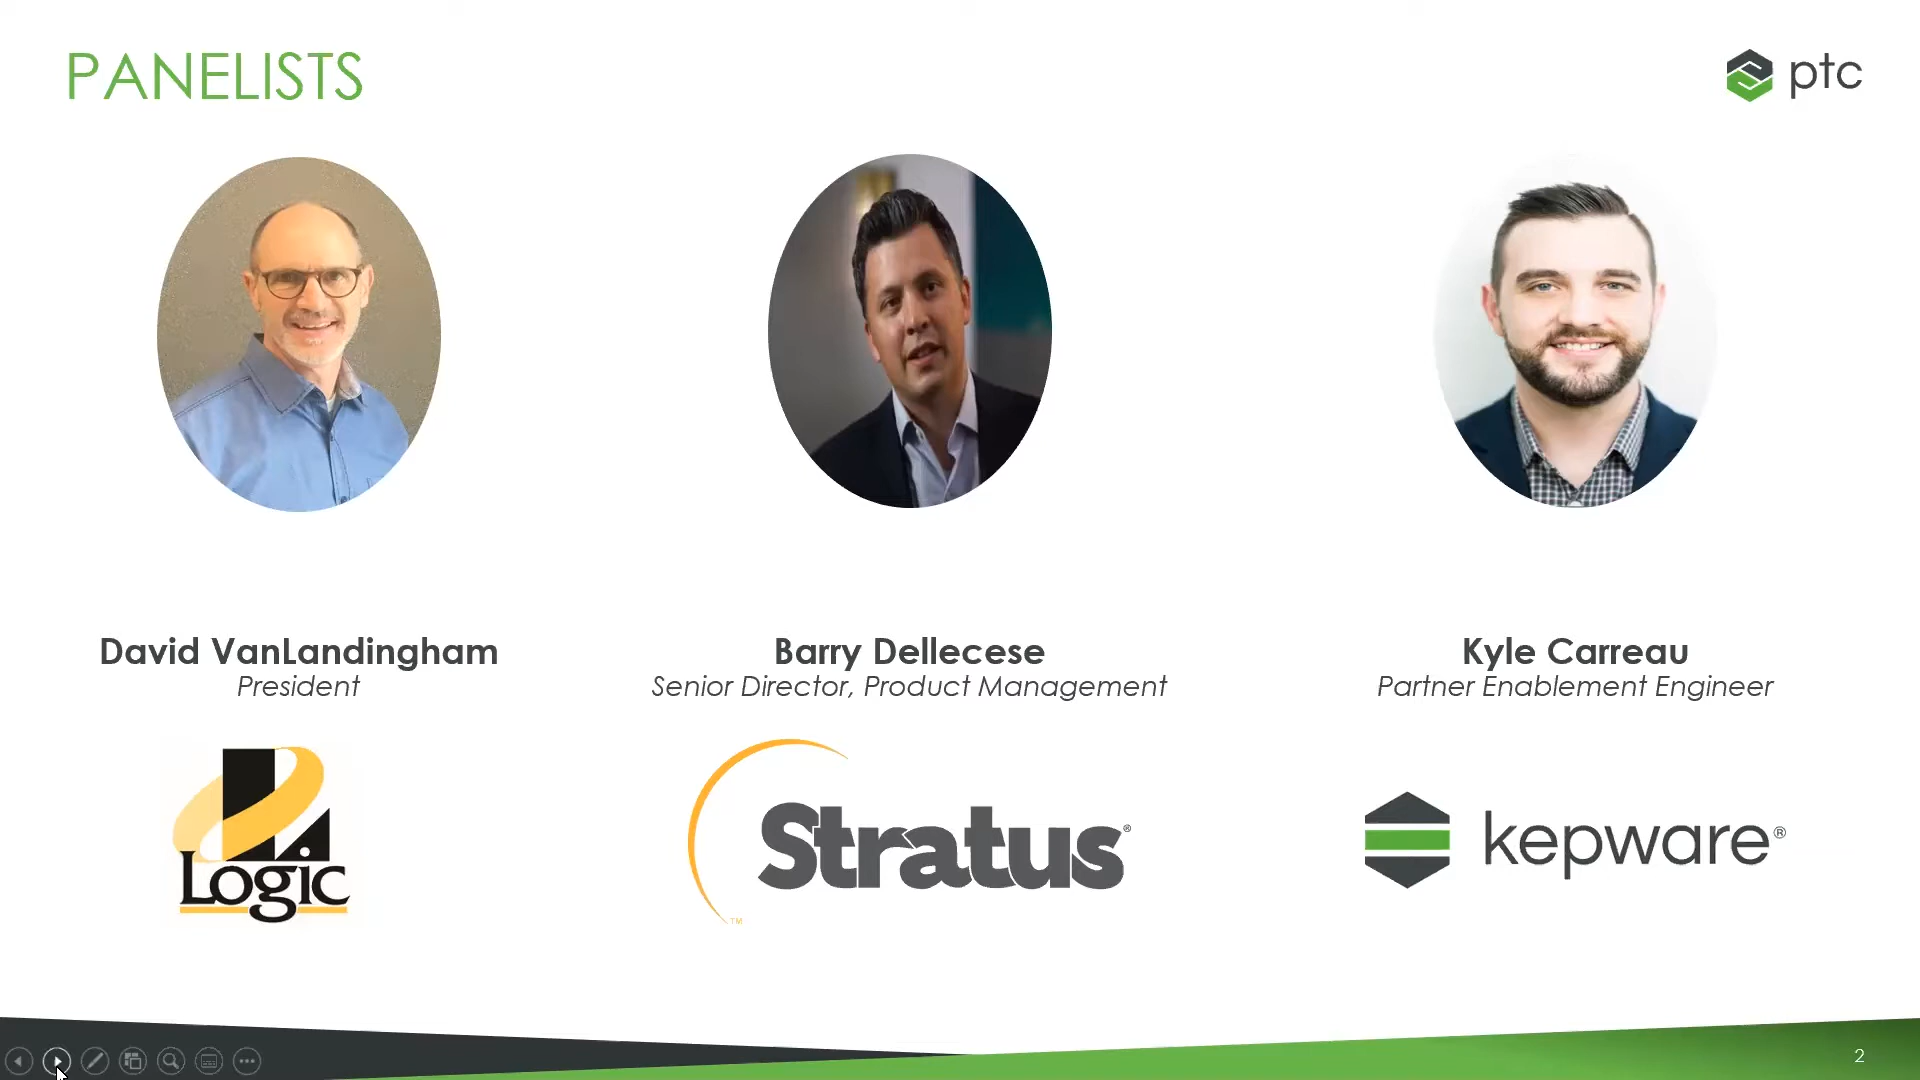 PANELISTS
ptc
David VanLandingham
President
Barry Dellecese
Senior Director, Product Management
Kyle Carreau
Partner Enablement Engineer
Logic
Stratus®
TM
kepware®
2